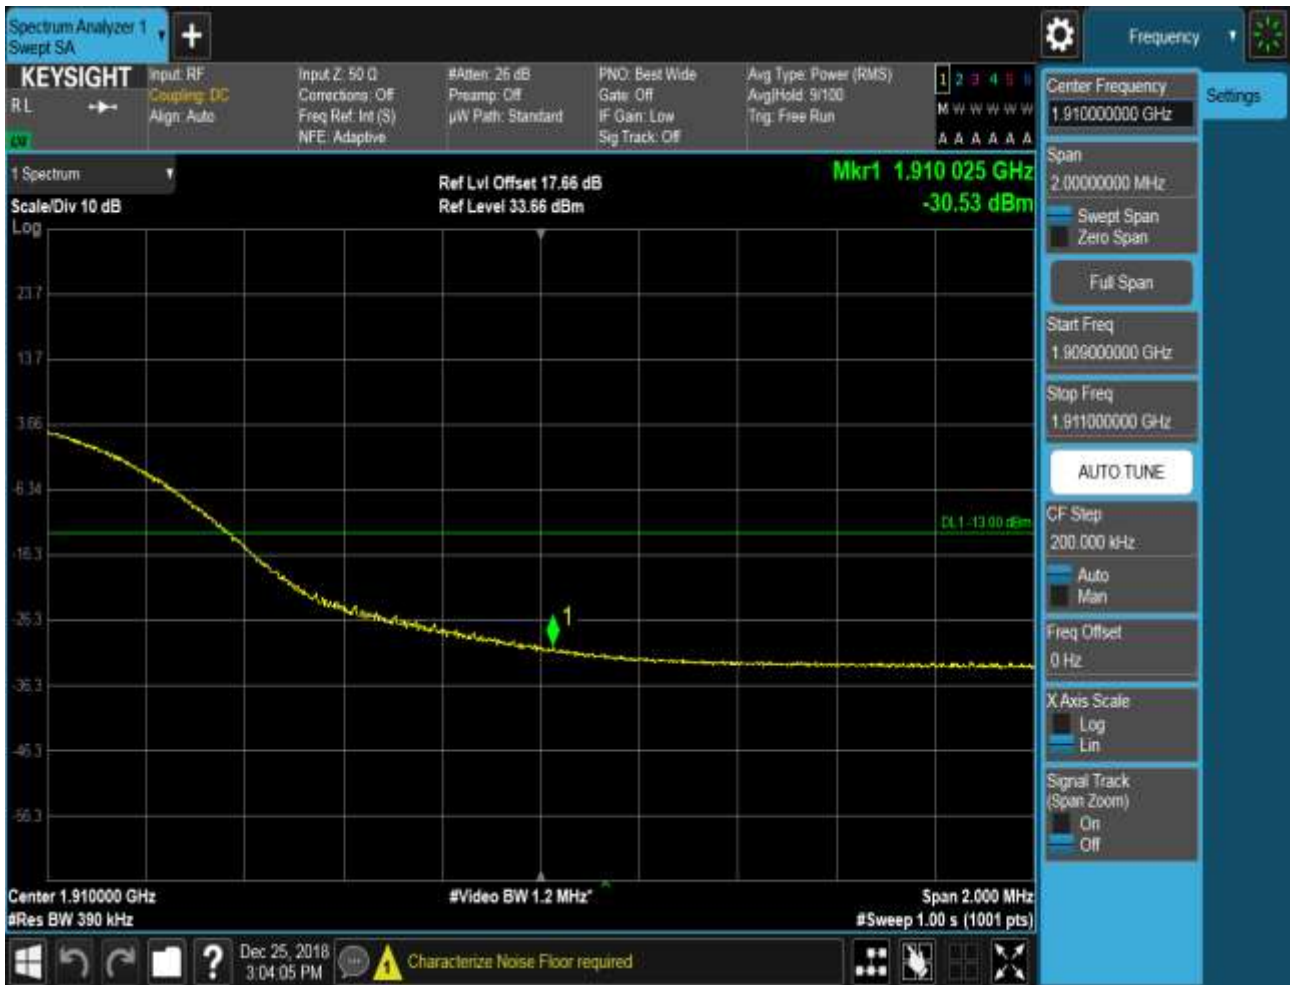 Spectrum Analyzer 1
Swept SA
+
Frequency
KEYSIGHT
RL
Input: RF
Coupling: DC
Align: Auto
Input Z: 50 Ω
Corrections: Off
Freq Ref: Int (S)
NFE: Adaptive
#Atten: 26 dB
Preamp: Off
µW Path: Standard
PNO: Best Wide
Gate: Off
IF Gain: Low
Sig Track: Off
Avg Type: Power (RMS)
Avg|Hold: 9/100
Trig: Free Run
1 2 3 4 5 6
M W W W W W
A A A A A A
1 Spectrum
Scale/Div 10 dB
Log
Ref Lvl Offset 17.66 dB
Ref Level 33.66 dBm
Mkr1 1.910 025 GHz
-30.53 dBm
23.7
13.7
3.66
-6.34
-16.3
-26.3
-36.3
-46.3
-56.3
DL1 -13.00 dBm
1
Center 1.910000 GHz
#Res BW 390 kHz
#Video BW 1.2 MHz*
Span 2.000 MHz
#Sweep 1.00 s (1001 pts)
Center Frequency
1.910000000 GHz
Settings
Span
2.00000000 MHz
Swept Span
Zero Span
Full Span
Start Freq
1.909000000 GHz
Stop Freq
1.911000000 GHz
AUTO TUNE
CF Step
200.000 kHz
Auto
Man
Freq Offset
0 Hz
X Axis Scale
Log
Lin
Signal Track
(Span Zoom)
On
Off
?
Dec 25, 2018
3:04:05 PM
Characterize Noise Floor required